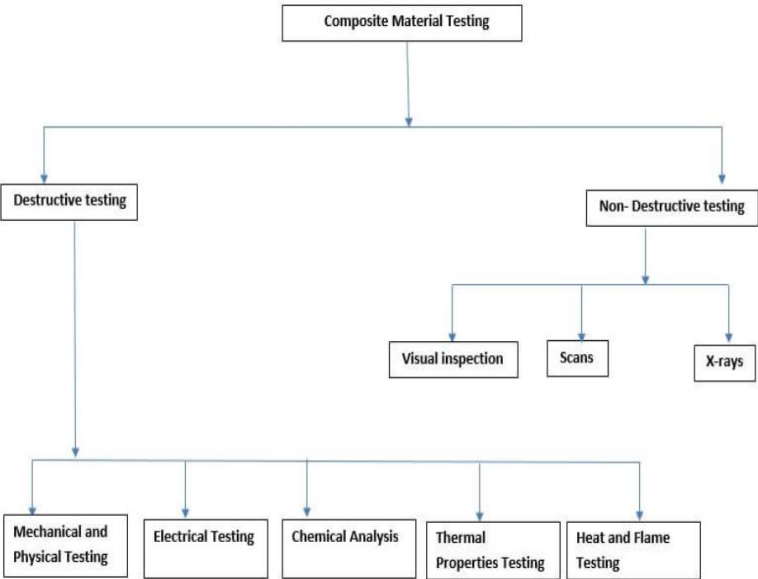 Composite Material Testing
Destructive testing
Non- Destructive testing
Visual inspection
Scans
X-rays
Mechanical and
Physical Testing
Electrical Testing
Chemical Analysis
Thermal
Properties Testing
Heat and Flame
Testing